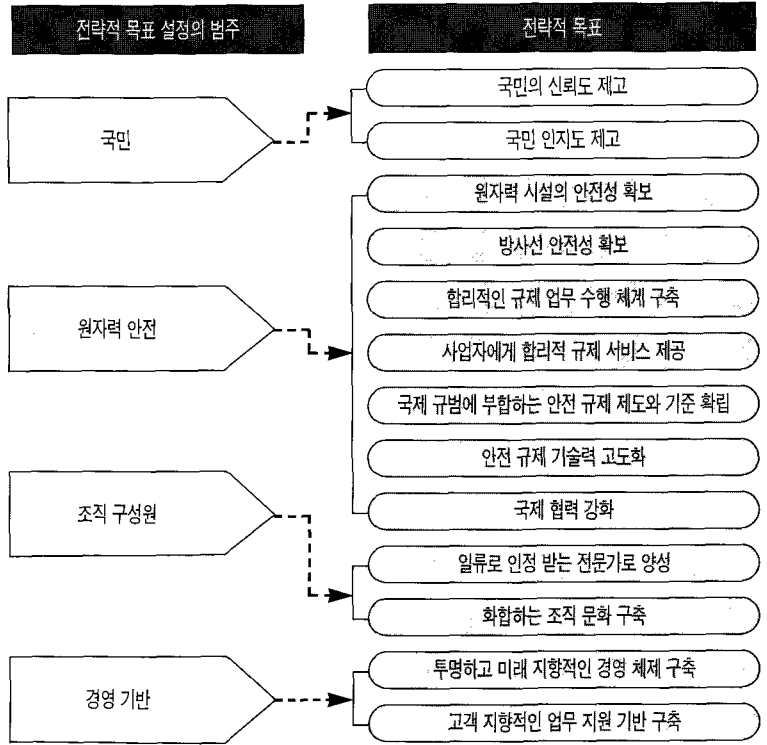 전략적 목표 설정의 범주
전략적 목표
국민
국민의 신뢰도 제고
국민 인지도 제고
원자력 안전
원자력 시설의 안전성 확보
방사선 안전성 확보
합리적인 규제 업무 수행 체계 구축
사업자에게 합리적 규제 서비스 제공
국제 규범에 부합하는 안전 규제 제도와 기준 확립
안전 규제 기술력 고도화
국제 협력 강화
조직 구성원
일류로 인정 받는 전문가로 양성
화합하는 조직 문화 구축
경영 기반
투명하고 미래 지향적인 경영 체제 구축
고객 지향적인 업무 지원 기반 구축